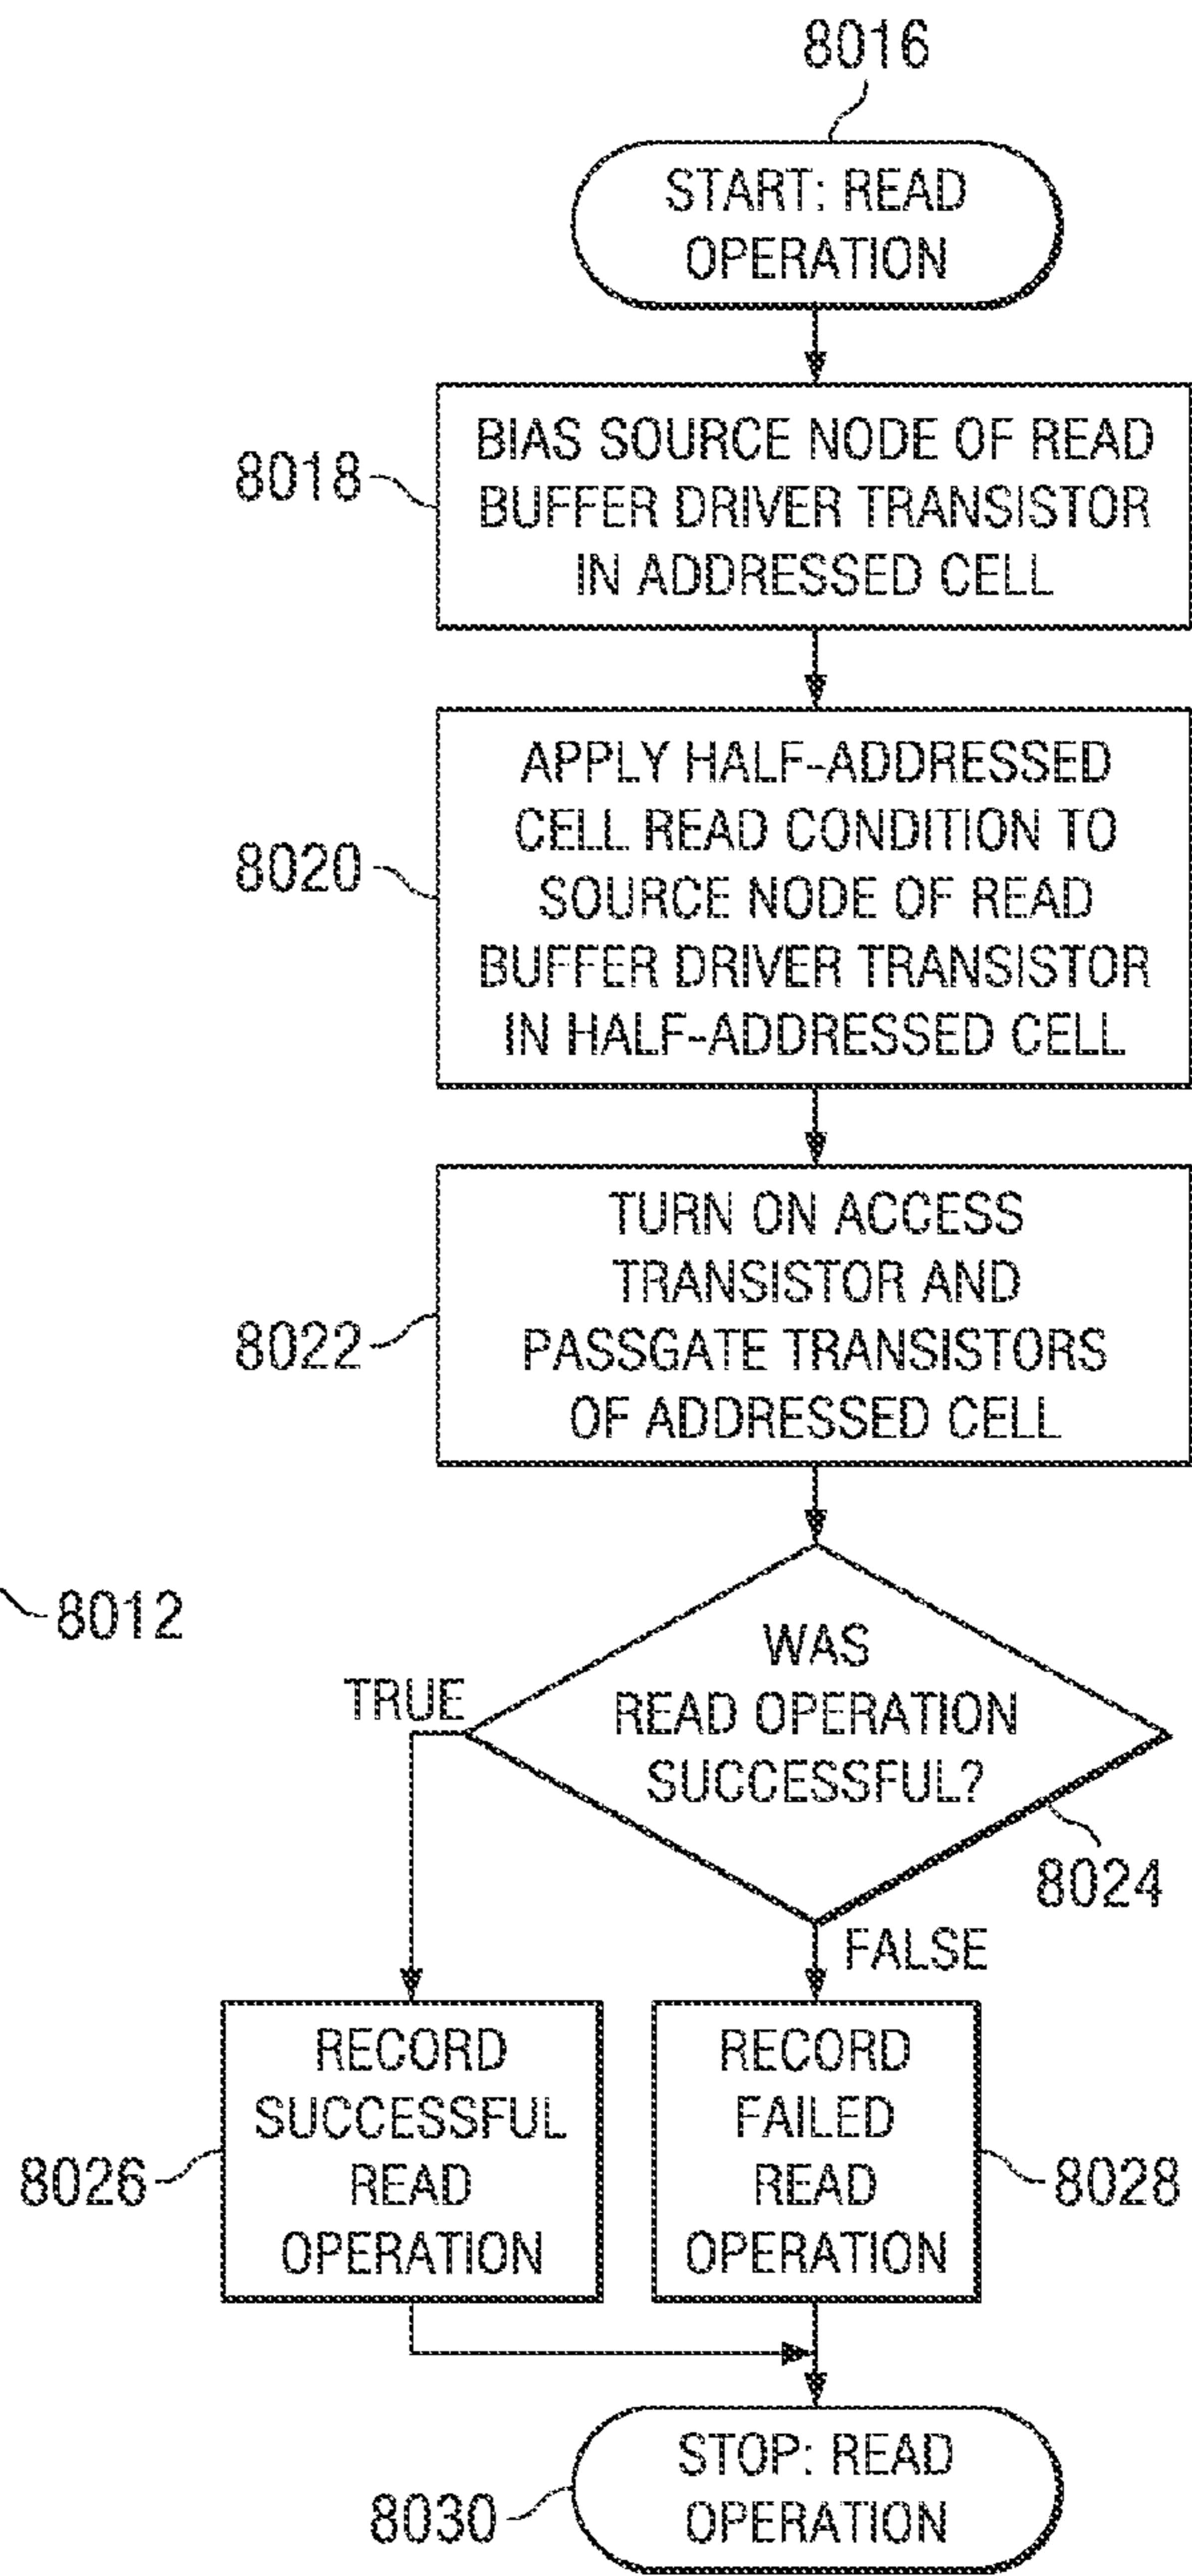 8016
START: READ
OPERATION
8018
BIAS SOURCE NODE OF READ
BUFFER DRIVER TRANSISTOR
IN ADDRESSED CELL
8020
APPLY HALF-ADDRESSED
CELL READ CONDITION TO
SOURCE NODE OF READ
BUFFER DRIVER TRANSISTOR
IN HALF-ADDRESSED CELL
8022
TURN ON ACCESS
TRANSISTOR AND
PASSGATE TRANSISTORS
OF ADDRESSED CELL
8012
WAS
READ OPERATION
SUCCESSFUL?
TRUE
8024
FALSE
RECORD
SUCCESSFUL
READ
OPERATION
8026
RECORD
FAILED
READ
OPERATION
8028
STOP: READ
OPERATION
8030